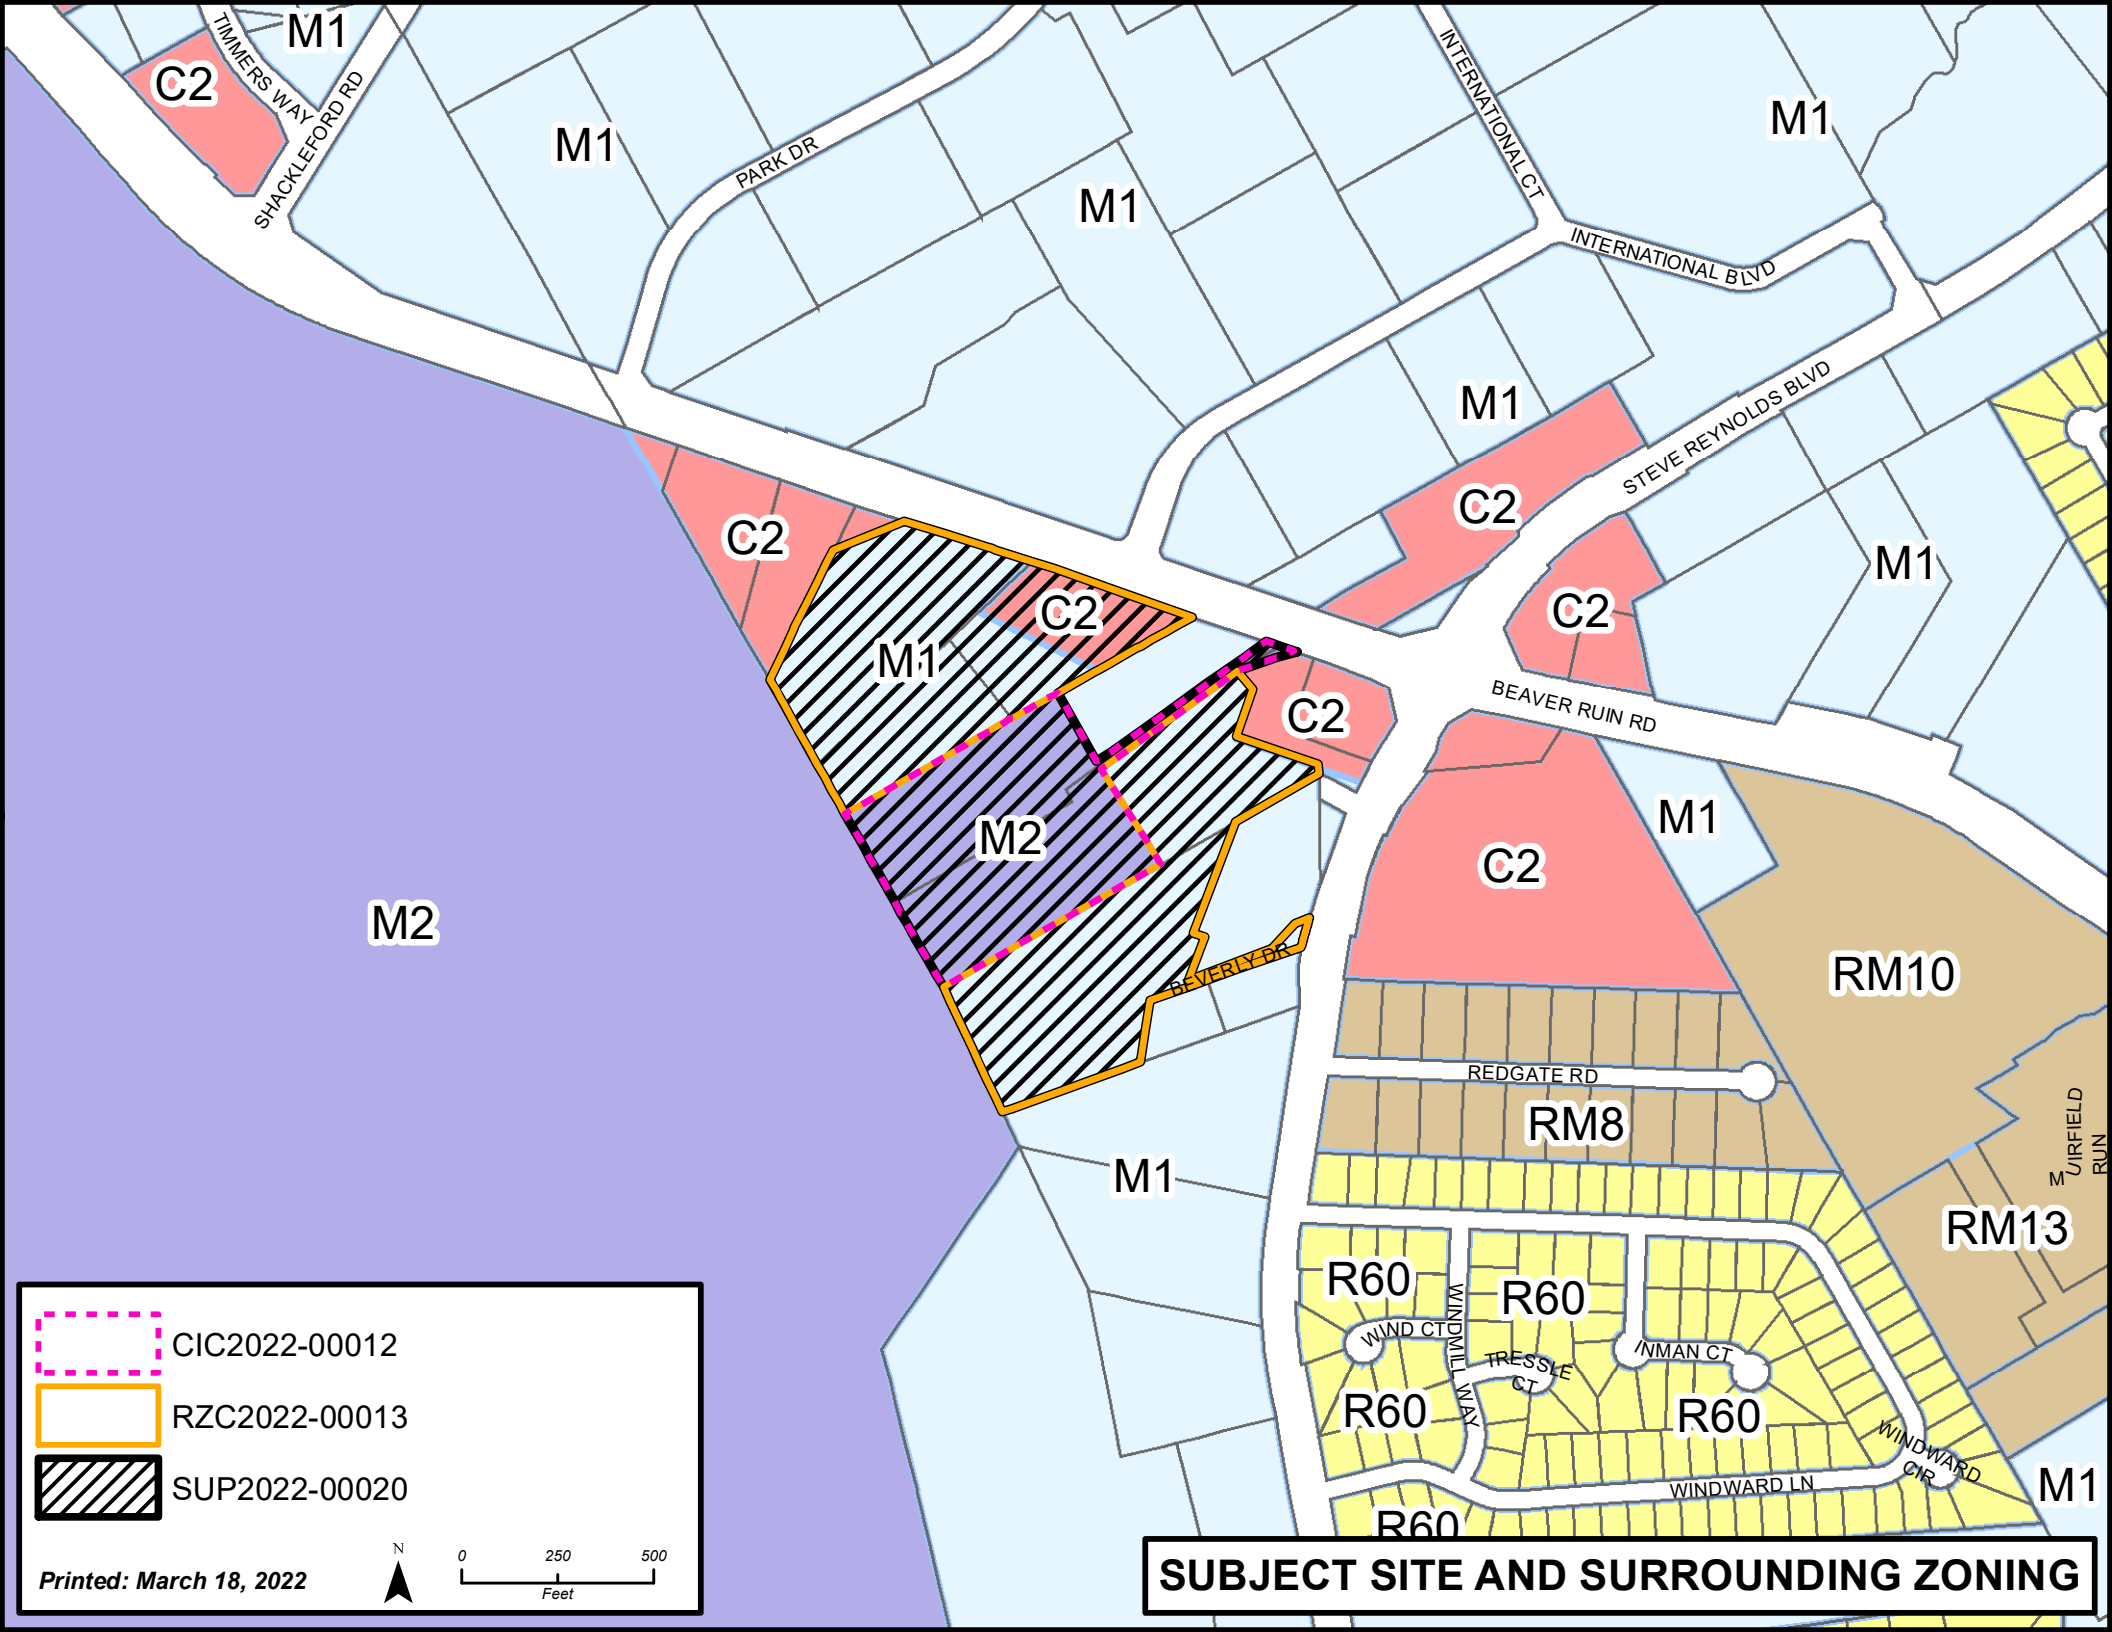 M1
TIMMERS WAY
C2
SHACKLEFORD RD
M1
PARK DR
M1
INTERNATIONAL CT
M1
INTERNATIONAL BLVD
M1
STEVE REYNOLDS BLVD
C2
C2
M1
C2
C2
M1
C2
BEAVER RUIN RD
M2
M2
M1
C2
BEVERLY DR
RM10
REDGATE RD
RM8
M
UIRFIELD
RUN
M1
RM13
R60
R60
WINDMILL WAY
WIND CT
TRESSLE
CT
INMAN CT
R60
R60
WINDWARD
CIR
WINDWARD LN
M1
R60
CIC2022-00012
RZC2022-00013
SUP2022-00020
Printed: March 18, 2022
N
0 250 500
Feet
SUBJECT SITE AND SURROUNDING ZONING